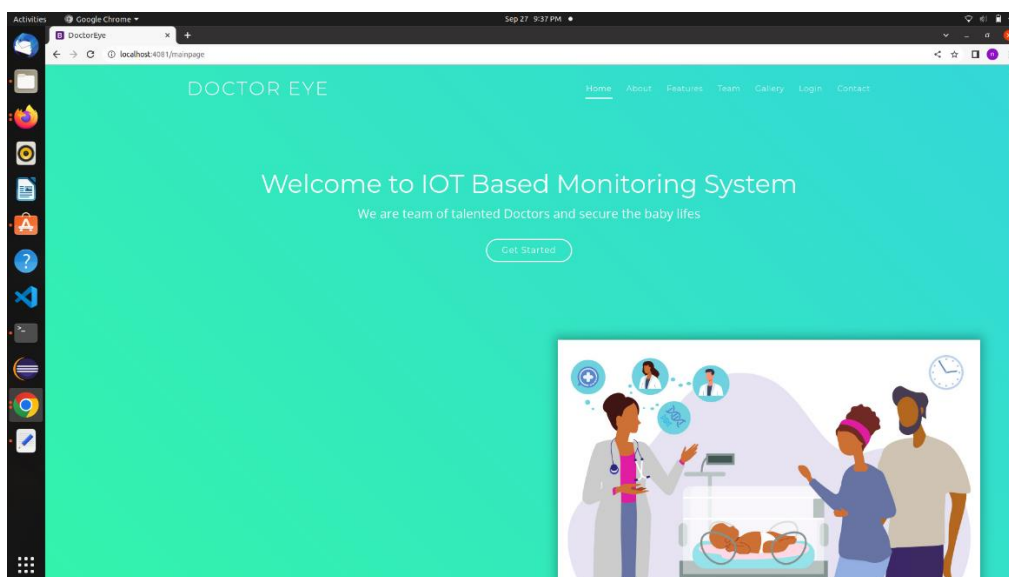 Activities Google Chrome Sep 27 9:37 PM
DoctorEye
localhost:4081/mainpage
DOCTOR EYE
Home About Features Team Gallery Login Contact
Welcome to IOT Based Monitoring System
We are team of talented Doctors and secure the baby lifes
Get Started